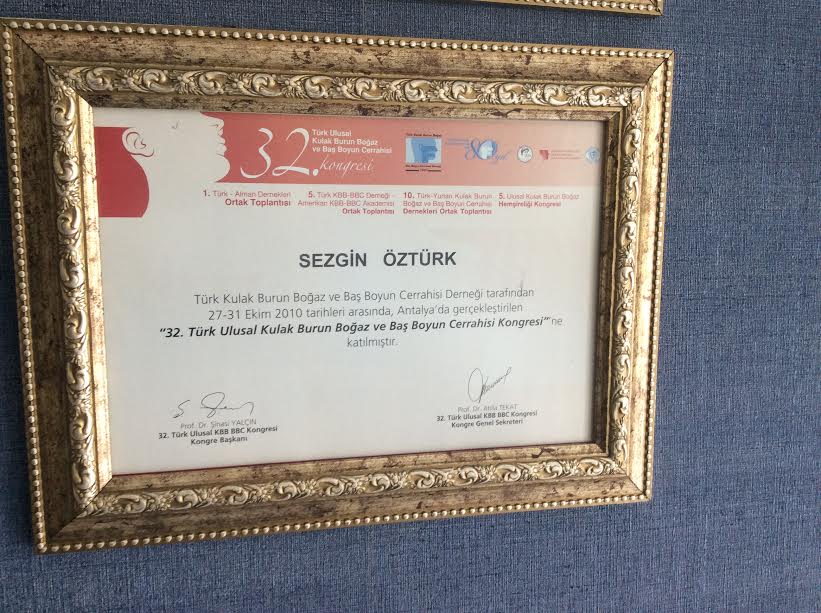 32.
Türk Ulusal
Kulak Burun Boğaz
ve Baş Boyun Cerrahisi
kongresi
1. Türk - Alman Dernekleri
Ortak Toplantısı
5. Türk KBB-BBC Derneği -
Amerikan KBB-BBC Akademisi
Ortak Toplantısı
10. Türk-Yunan Kulak Burun
Boğaz ve Baş Boyun Cerrahisi
Dernekleri Ortak Toplantısı
5. Ulusal Kulak Burun Boğaz
Hemşireliği Kongresi
SEZGİN ÖZTÜRK
Türk Kulak Burun Boğaz ve Baş Boyun Cerrahisi Derneği tarafından
27-31 Ekim 2010 tarihleri arasında, Antalya'da gerçekleştirilen
"32. Türk Ulusal Kulak Burun Boğaz ve Baş Boyun Cerrahisi Kongresi"ne
katılmıştır.
Prof. Dr. Şinasi YALÇIN
32. Türk Ulusal KBB BBC Kongresi
Kongre Başkanı
Prof. Dr. Atilla TEKAT
32. Türk Ulusal KBB BBC Kongresi
Kongre Genel Sekreteri